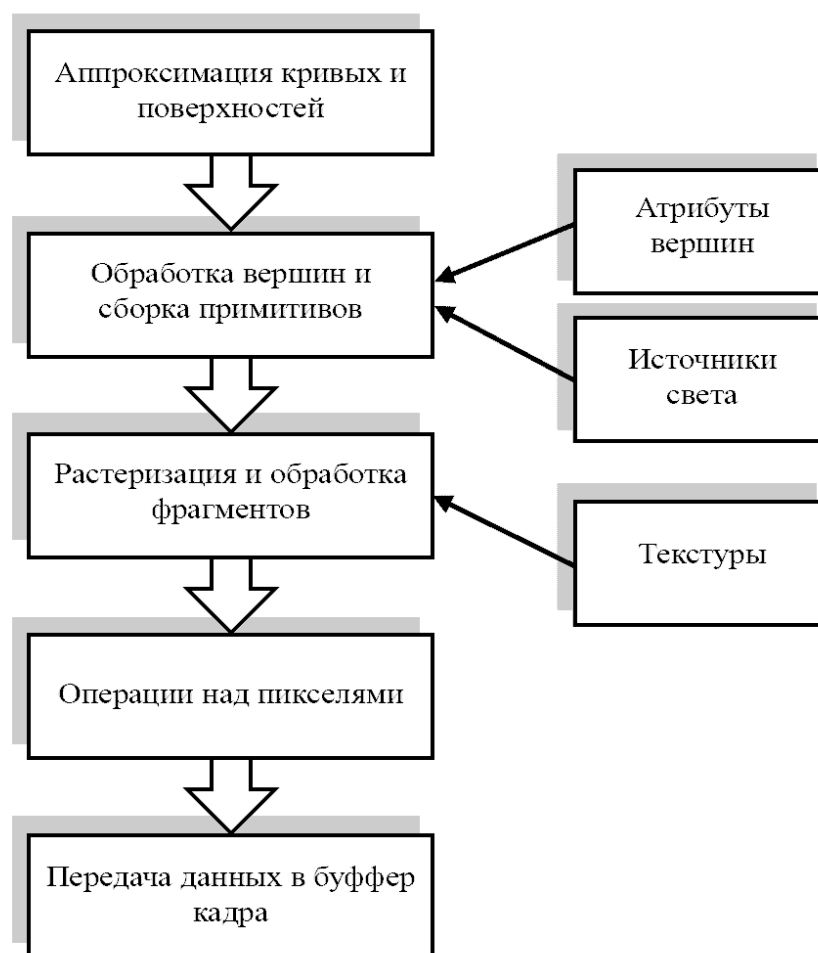 Аппроксимация кривых и
поверхностей
Атрибуты
вершин
Обработка вершин и
сборка примитивов
Источники
света
Растеризация и обработка
фрагментов
Текстуры
Операции над пикселями
Передача данных в буффер
кадра